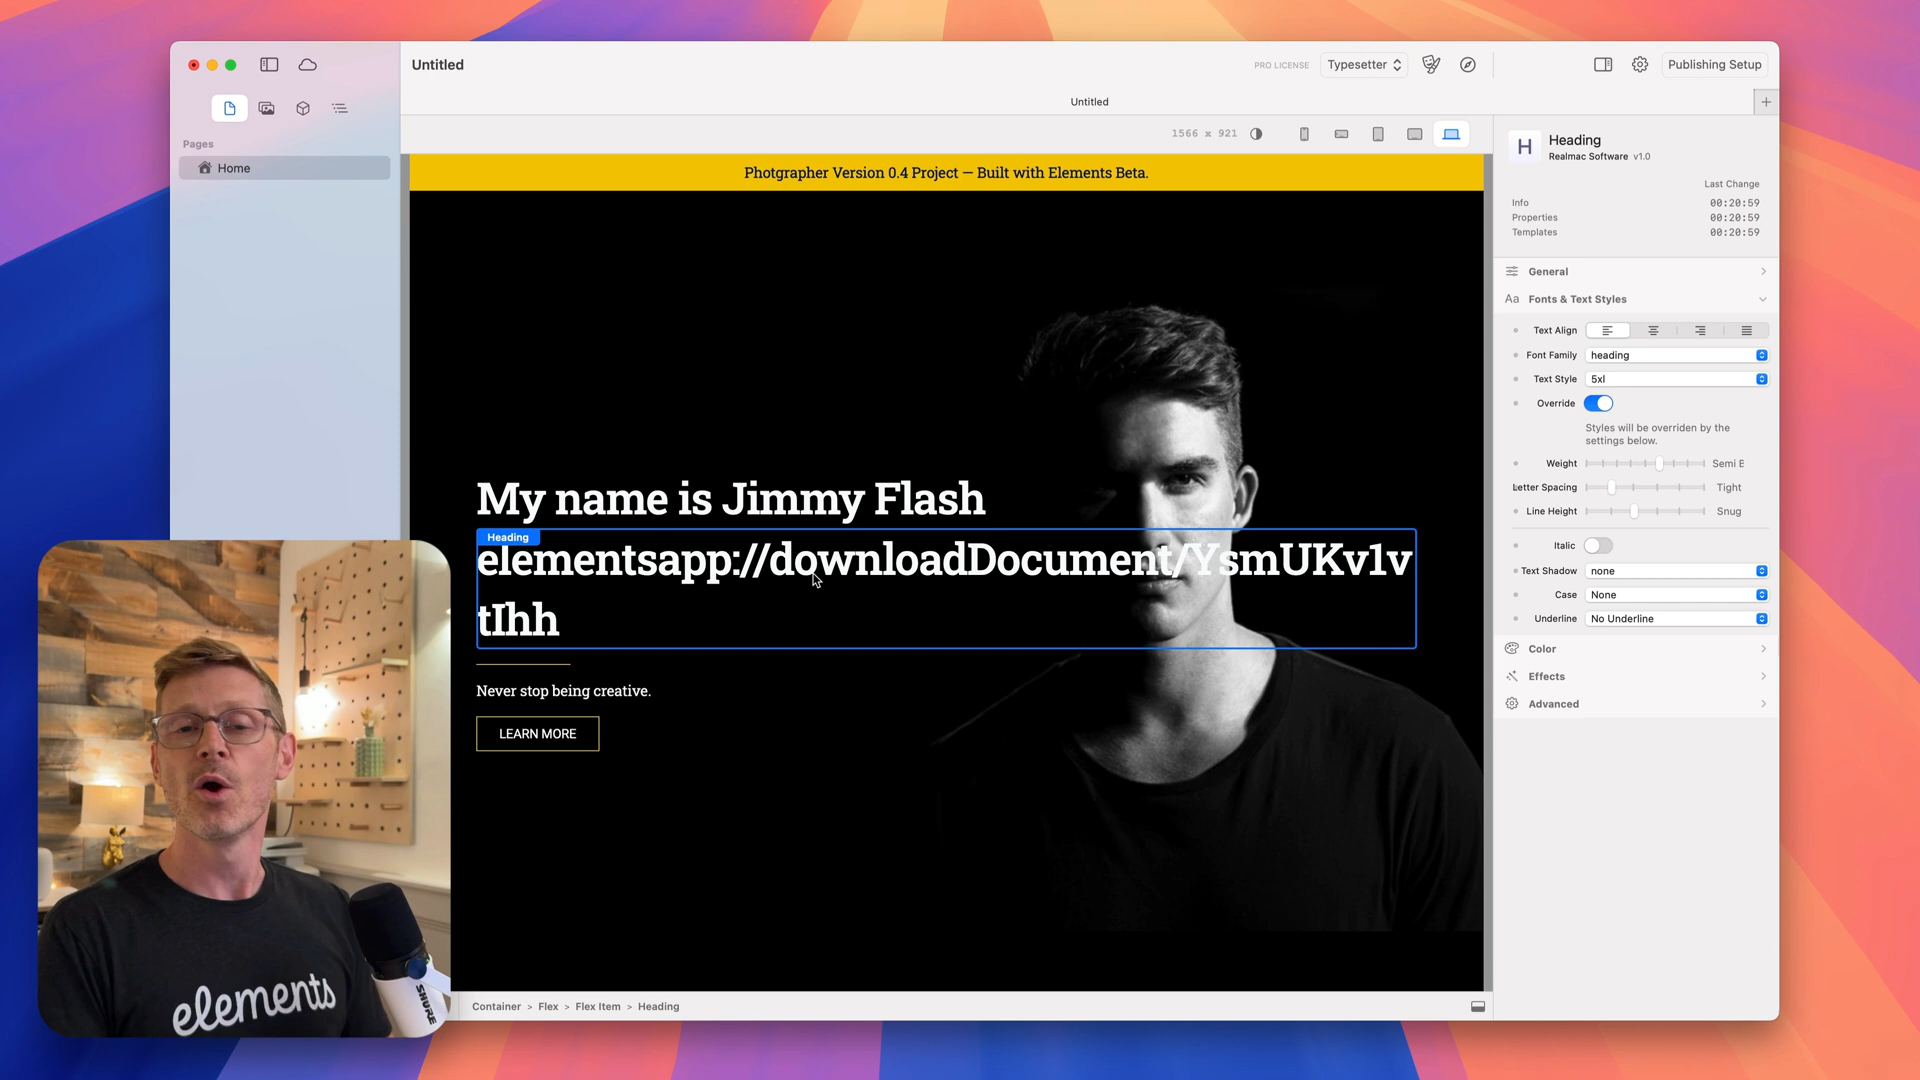 Untitled
PRO LICENSE
Typesetter
Publishing Setup
Untitled
Pages
Home
1566 x 921
Photgrapher Version 0.4 Project — Built with Elements Beta.
My name is Jimmy Flash
Heading
elementsapp://downloadDocument/YsmUKv1v
tIhh
Never stop being creative.
LEARN MORE
Container > Flex > Flex Item > Heading
H
Heading
Realmac Software v1.0
Last Change
Info 00:20:59
Properties 00:20:59
Templates 00:20:59
General
Aa Fonts & Text Styles
Text Align
Font Family heading
Text Style 5xl
Override
Styles will be overriden by the
settings below.
Weight Semi B
Letter Spacing Tight
Line Height Snug
Italic
Text Shadow none
Case None
Underline No Underline
Color
Effects
Advanced
elements
SHURE